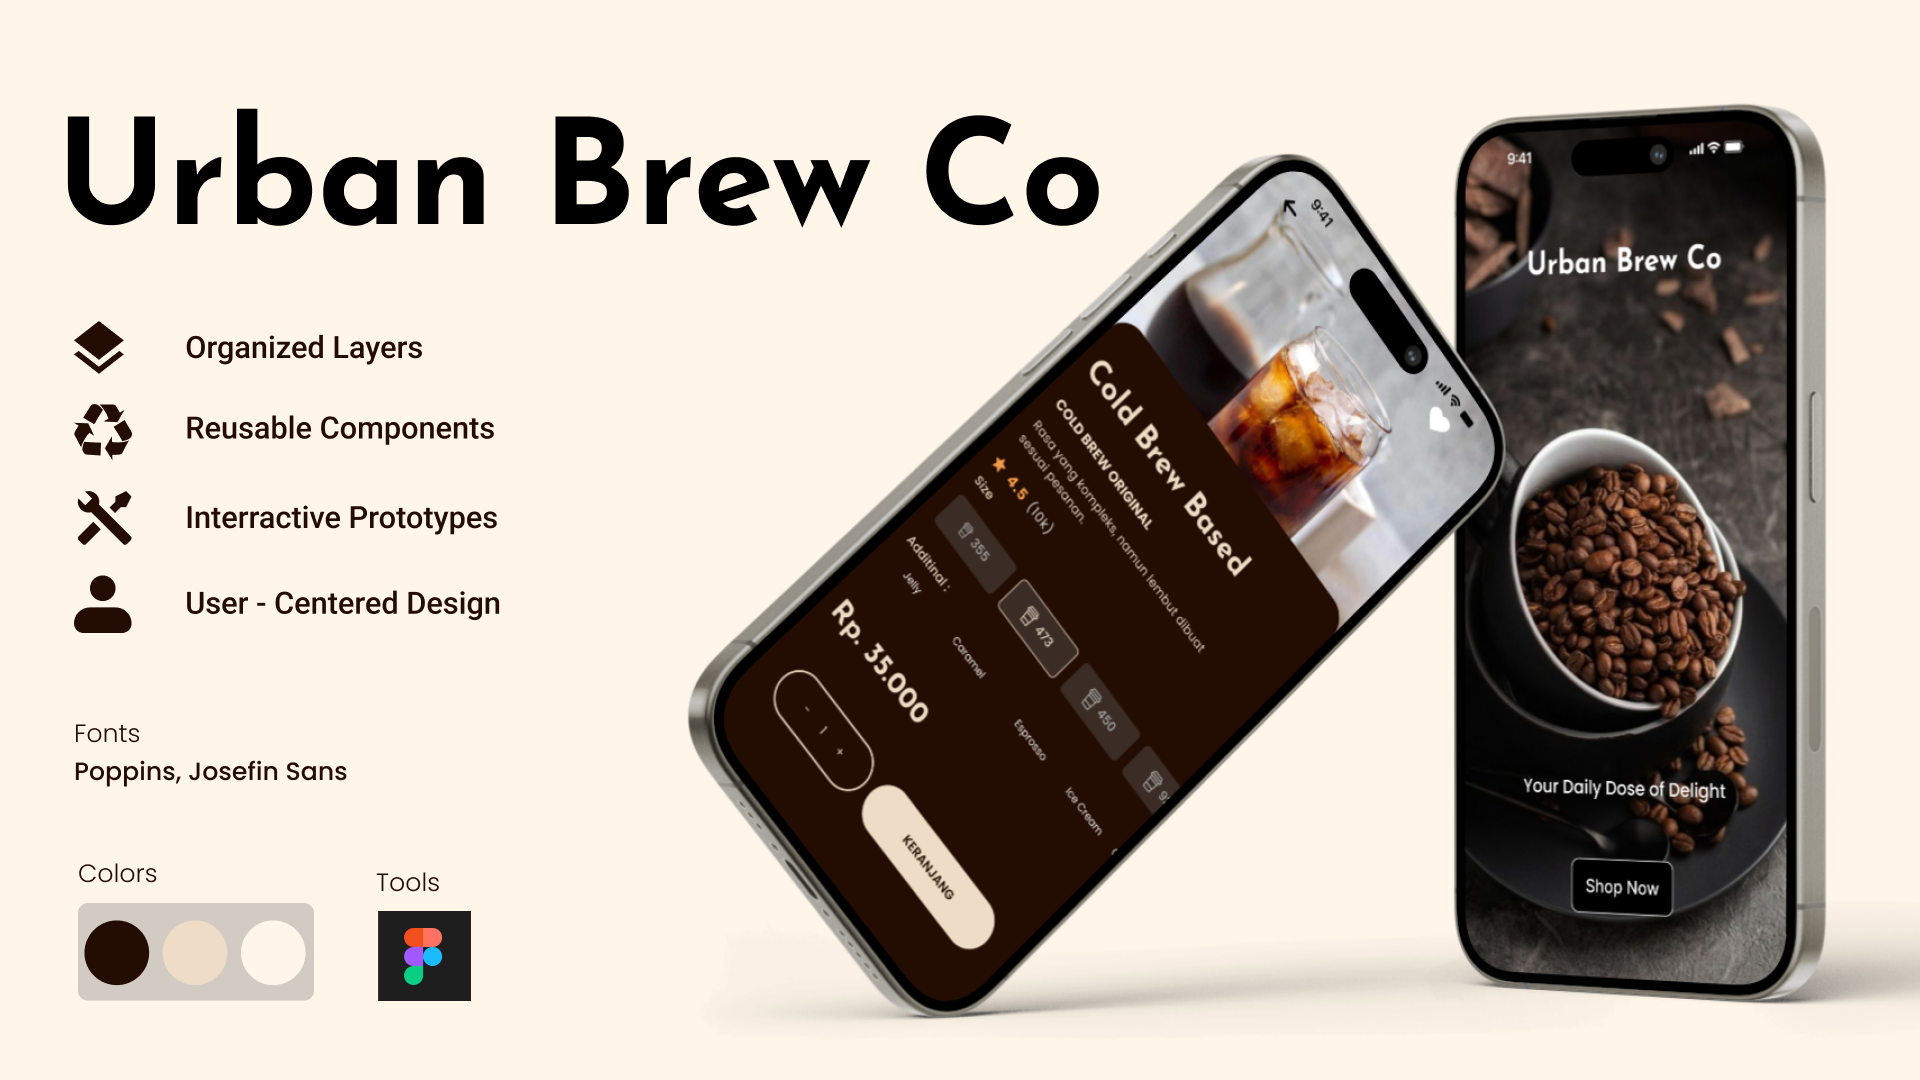 Urban Brew Co
Organized Layers
Reusable Components
Interractive Prototypes
User - Centered Design
Fonts
Poppins, Josefin Sans
Colors
Tools
9:41
Cold Brew Based
COLD BREW ORIGINAL
Rasa yang kompleks, namun lembut dibuat
sesuai pesanan.
4.5 (10k)
Size
355
473
450
Additinal :
Jelly
Caramel
Esprosso
Ice Cream
Rp. 35.000
- 1 +
KERANJANG
9:41
Urban Brew Co
Your Daily Dose of Delight
Shop Now